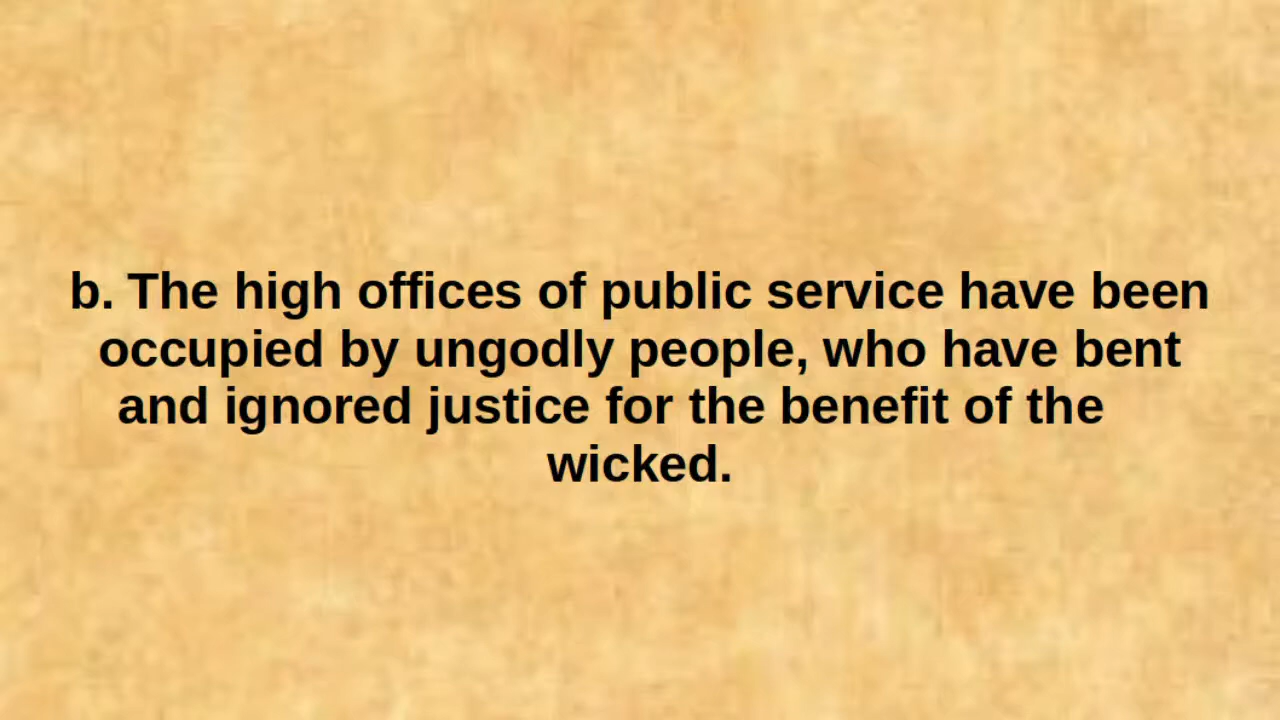 b. The high offices of public service have been
occupied by ungodly people, who have bent
and ignored justice for the benefit of the
wicked.